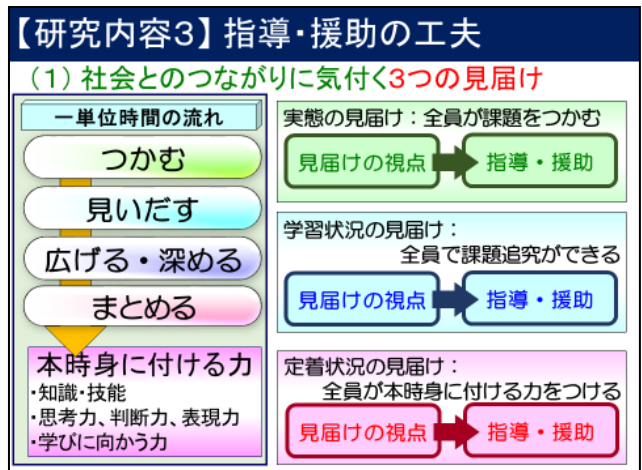 【研究内容3】指導・援助の工夫
(1)社会とのつながりに気付く3つの見届け
一単位時間の流れ
つかむ
見いだす
広げる・深める
まとめる
本時身に付ける力
・知識・技能
・思考力、判断力、表現力
・学びに向かう力
実態の見届け：全員が課題をつかむ
見届けの視点 指導・援助
学習状況の見届け：
全員で課題追究ができる
見届けの視点 指導・援助
定着状況の見届け：
全員が本時身に付ける力をつける
見届けの視点 指導・援助